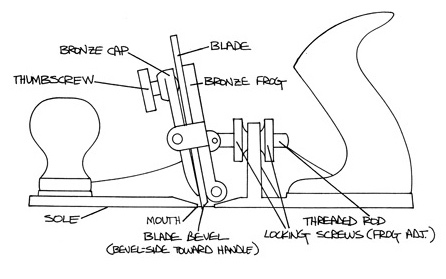 BRONZE CAP
BLADE
THUMBSCREW
BRONZE FROG
SOLE
MOUTH
BLADE BEVEL
(BEVEL-SIDE TOWARD HANDLE)
THREADED ROD
LOCKING SCREWS (FROG ADJ.)